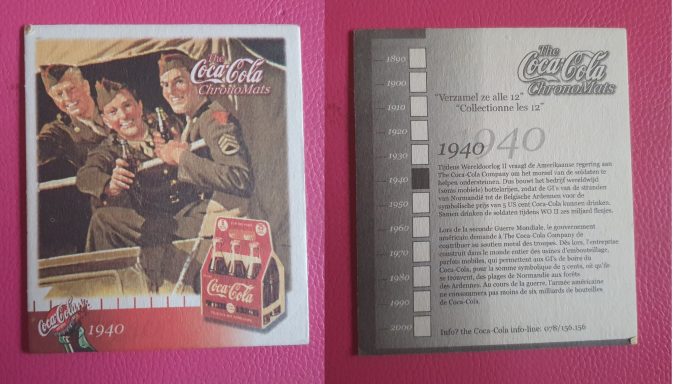 The
Coca-Cola
ChronoMats
Coca-Cola
Coca-Cola
1940
The
Coca-Cola
ChronoMats
1890
1900
1910
1920
1930
1940
1950
1960
1970
1980
1990
2000
"Verzamel ze alle 12"
"Collectionne les 12"
1940
1940
Tijdens Wereldoorlog II vraagt de Amerikaanse regering aan
The Coca-Cola Company om het moreel van de soldaten te
helpen ondersteunen. Dus bouwt het bedrijf wereldwijd
(soms mobiele) bottelarijen, zodat de GI's van de stranden
van Normandië tot de Belgische Ardennen voor de
symbolische prijs van 5 US cent Coca-Cola kunnen drinken.
Samen drinken de soldaten tijdens WO II zes miljard flesjes.
Lors de la seconde Guerre Mondiale, le gouvernement
américain demande à The Coca-Cola Company de
contribuer au soutien moral des troupes. Dès lors, l'entreprise
construit dans le monde entier des usines d'embouteillage,
parfois mobiles, qui permettent aux GI's de boire du
Coca-Cola, pour la somme symbolique de 5 cents, où qu'ils
se trouvent, des plages de Normandie aux forêts
des Ardennes. Au cours de la guerre, l'armée américaine
ne consommera pas moins de six milliards de bouteilles
de Coca-Cola.
Info? the Coca-Cola info-line: 078/156.156